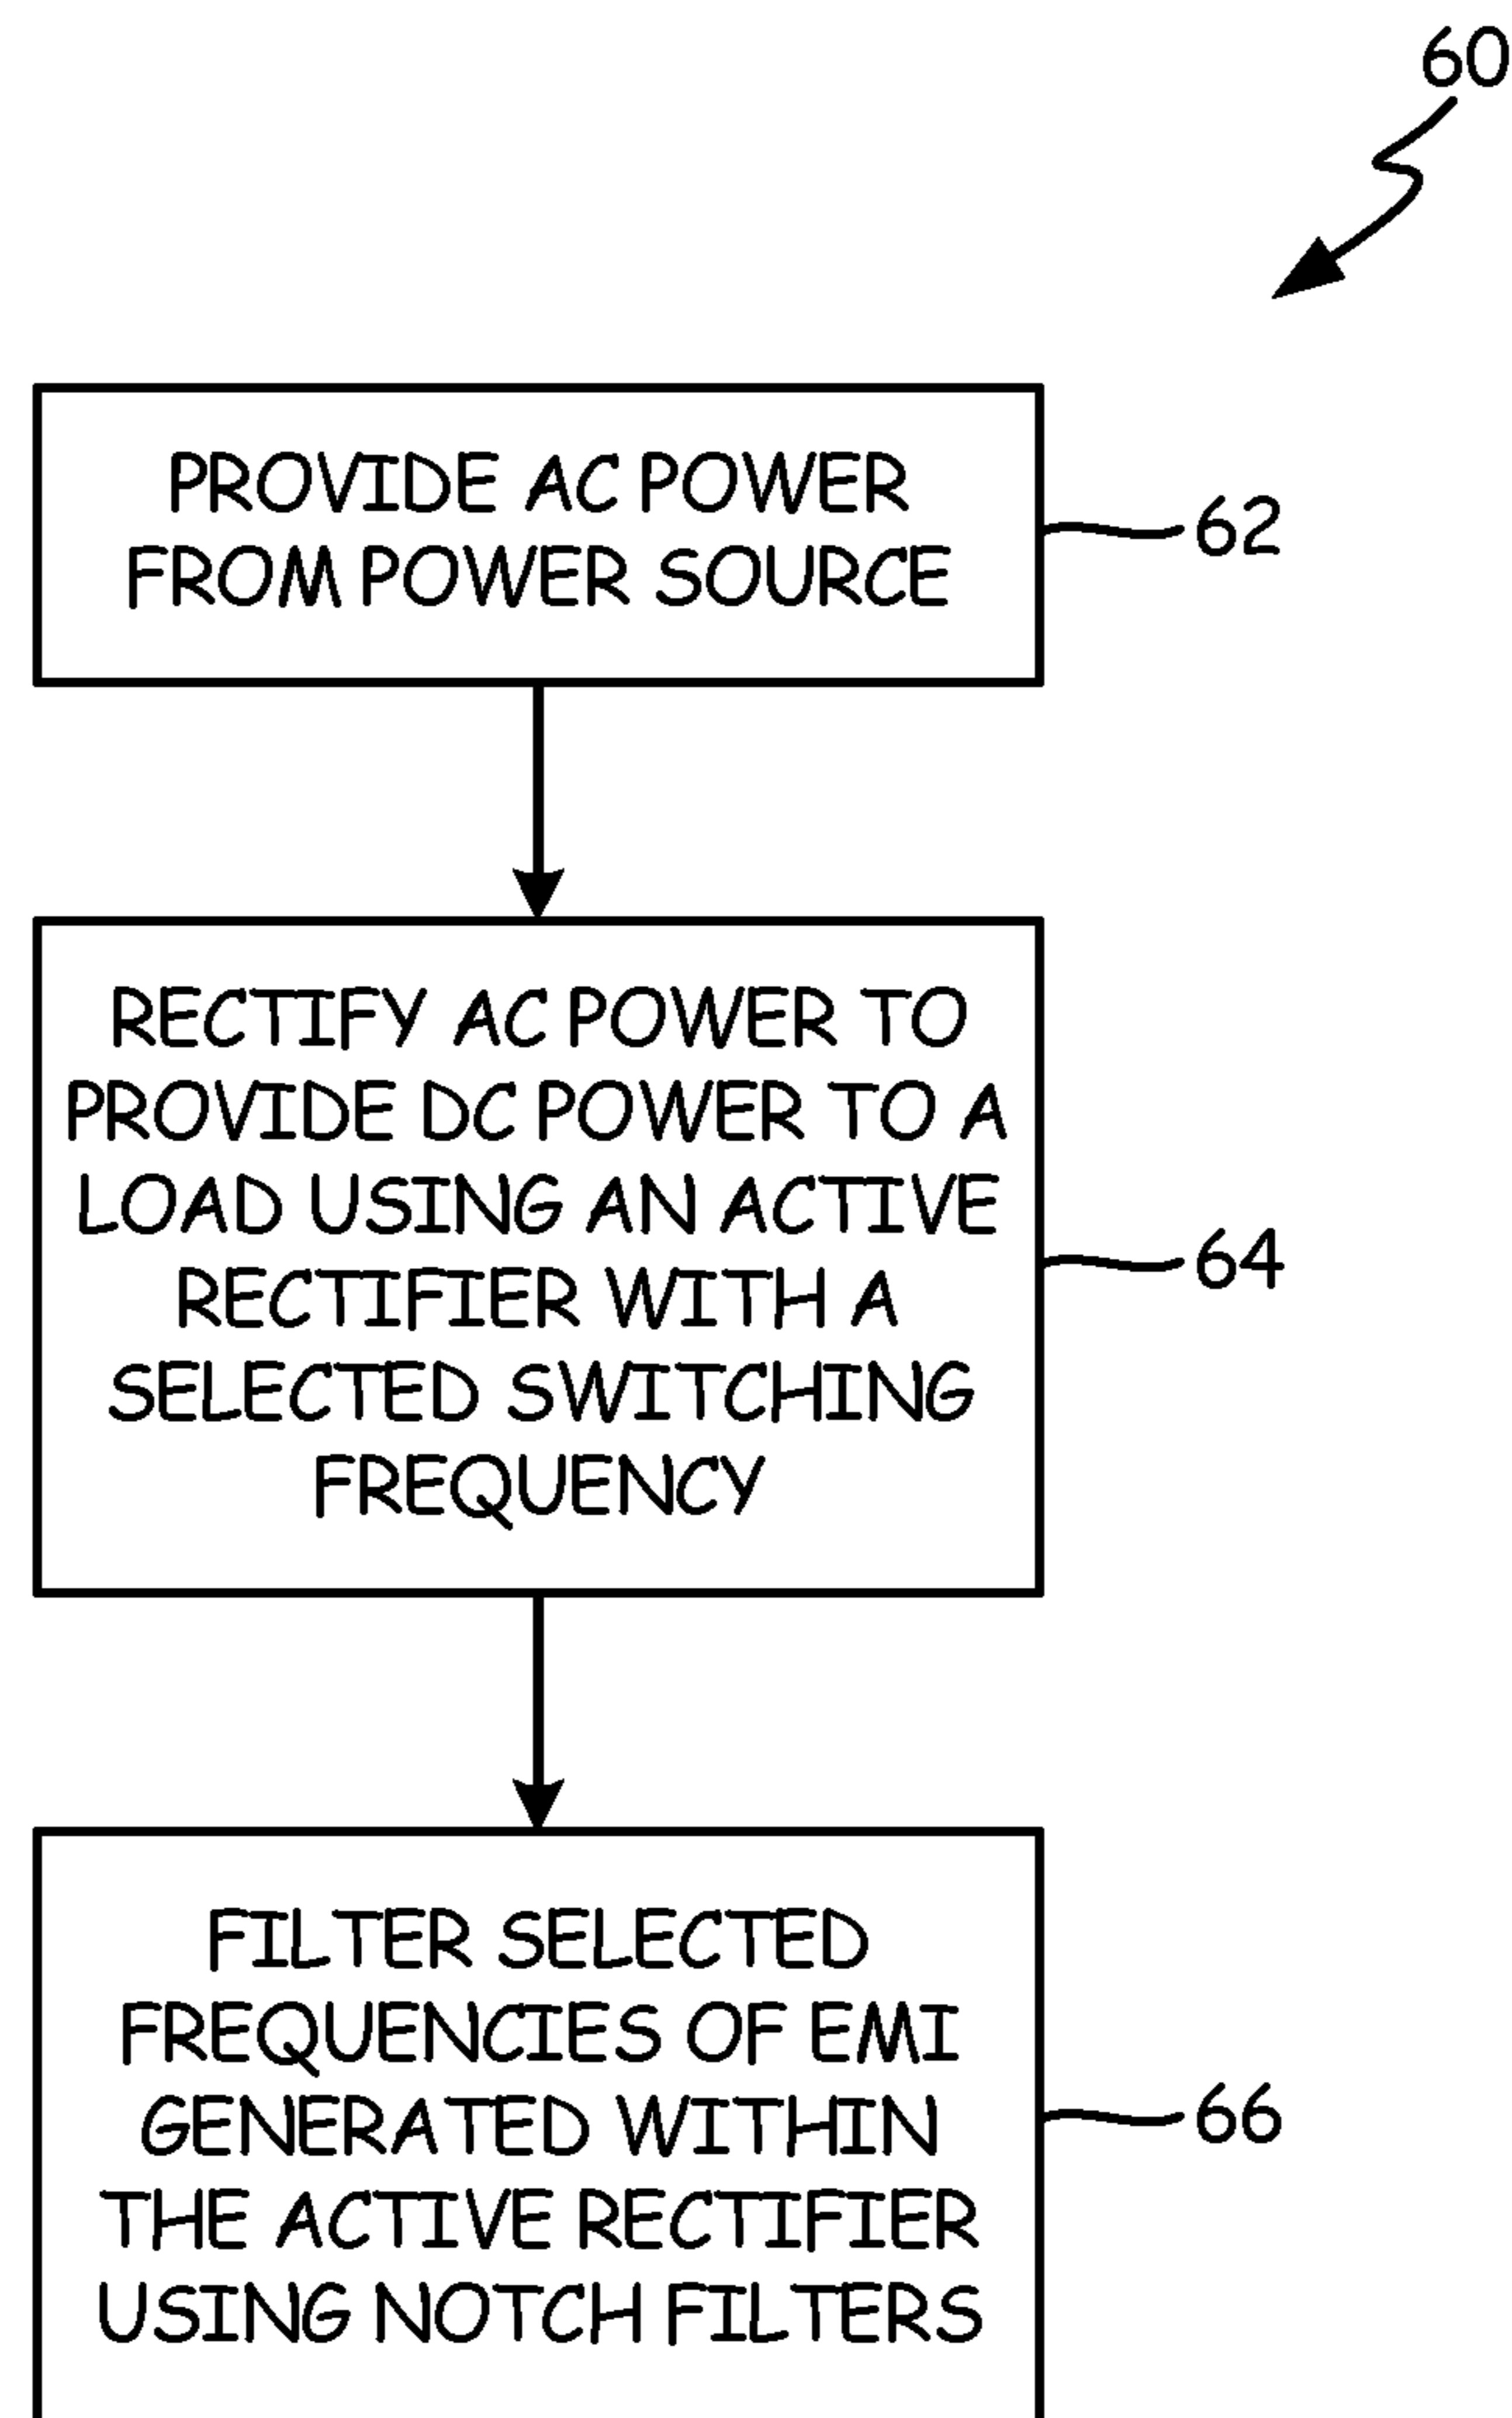 60
PROVIDE AC POWER
FROM POWER SOURCE
62
RECTIFY AC POWER TO
PROVIDE DC POWER TO A
LOAD USING AN ACTIVE
RECTIFIER WITH A
SELECTED SWITCHING
FREQUENCY
64
FILTER SELECTED
FREQUENCIES OF EMI
GENERATED WITHIN
THE ACTIVE RECTIFIER
USING NOTCH FILTERS
66